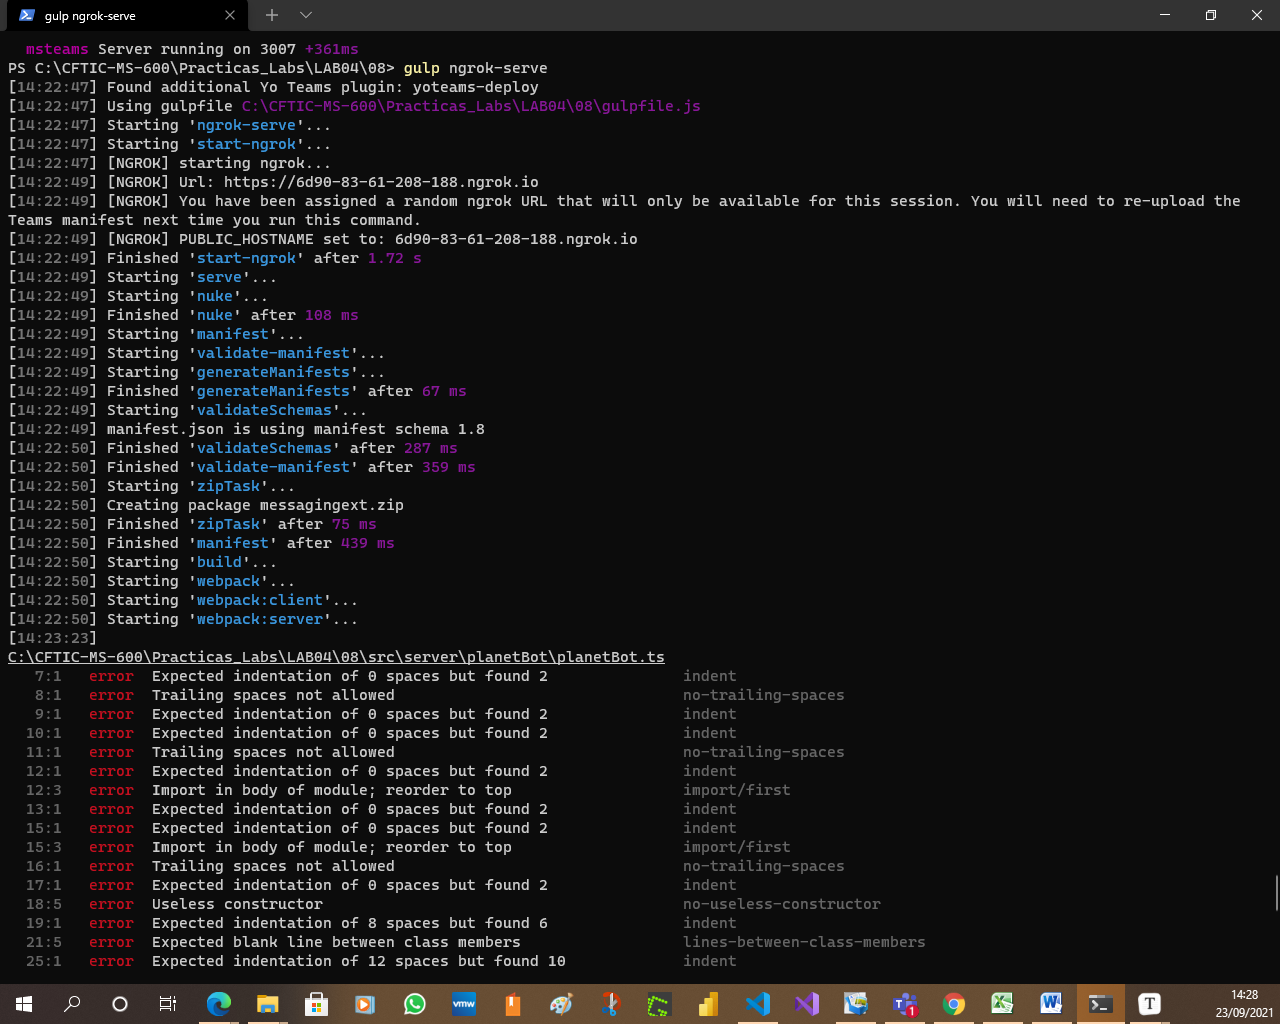 gulp ngrok-serve
msteams Server running on 3007 +361ms
PS C:\CFTIC-MS-600\Practicas_Labs\LAB04\08> gulp ngrok-serve
[14:22:47] Found additional Yo Teams plugin: yoteams-deploy
[14:22:47] Using gulpfile C:\CFTIC-MS-600\Practicas_Labs\LAB04\08\gulpfile.js
[14:22:47] Starting 'ngrok-serve'...
[14:22:47] Starting 'start-ngrok'...
[14:22:47] [NGROK] starting ngrok...
[14:22:49] [NGROK] Url: https://6d90-83-61-208-188.ngrok.io
[14:22:49] [NGROK] You have been assigned a random ngrok URL that will only be available for this session. You will need to re-upload the
Teams manifest next time you run this command.
[14:22:49] [NGROK] PUBLIC_HOSTNAME set to: 6d90-83-61-208-188.ngrok.io
[14:22:49] Finished 'start-ngrok' after 1.72 s
[14:22:49] Starting 'serve'...
[14:22:49] Starting 'nuke'...
[14:22:49] Finished 'nuke' after 108 ms
[14:22:49] Starting 'manifest'...
[14:22:49] Starting 'validate-manifest'...
[14:22:49] Starting 'generateManifests'...
[14:22:49] Finished 'generateManifests' after 67 ms
[14:22:49] Starting 'validateSchemas'...
[14:22:49] manifest.json is using manifest schema 1.8
[14:22:50] Finished 'validateSchemas' after 287 ms
[14:22:50] Finished 'validate-manifest' after 359 ms
[14:22:50] Starting 'zipTask'...
[14:22:50] Creating package messagingext.zip
[14:22:50] Finished 'zipTask' after 75 ms
[14:22:50] Finished 'manifest' after 439 ms
[14:22:50] Starting 'build'...
[14:22:50] Starting 'webpack'...
[14:22:50] Starting 'webpack:client'...
[14:22:50] Starting 'webpack:server'...
[14:23:23]
C:\CFTIC-MS-600\Practicas_Labs\LAB04\08\src\server\planetBot\planetBot.ts
7:1 error Expected indentation of 0 spaces but found 2 indent
8:1 error Trailing spaces not allowed no-trailing-spaces
9:1 error Expected indentation of 0 spaces but found 2 indent
10:1 error Expected indentation of 0 spaces but found 2 indent
11:1 error Trailing spaces not allowed no-trailing-spaces
12:1 error Expected indentation of 0 spaces but found 2 indent
12:3 error Import in body of module; reorder to top import/first
13:1 error Expected indentation of 0 spaces but found 2 indent
15:1 error Expected indentation of 0 spaces but found 2 indent
15:3 error Import in body of module; reorder to top import/first
16:1 error Trailing spaces not allowed no-trailing-spaces
17:1 error Expected indentation of 0 spaces but found 2 indent
18:5 error Useless constructor no-useless-constructor
19:1 error Expected indentation of 8 spaces but found 6 indent
21:5 error Expected blank line between class members lines-between-class-members
25:1 error Expected indentation of 12 spaces but found 10 indent
vmw
T 1
T
14:28
23/09/2021